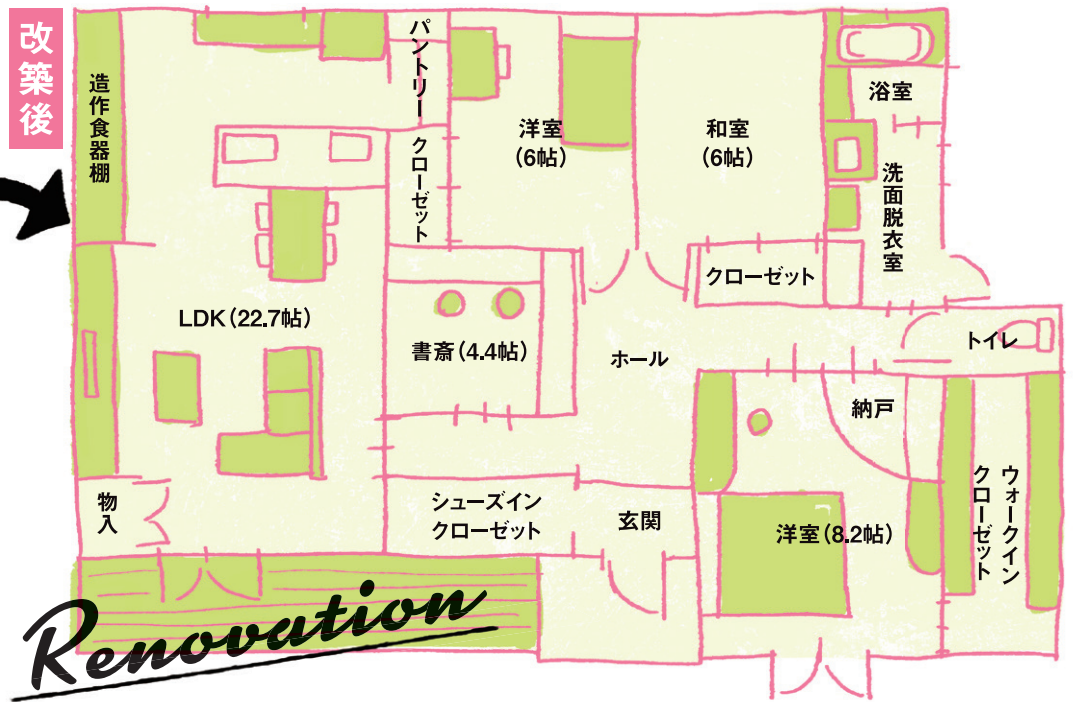 改築後
造作食器棚
パントリー
クローゼット
洋室
(6帖)
和室
(6帖)
浴室
洗面脱衣室
クローゼット
LDK(22.7帖)
書斎(4.4帖)
ホール
トイレ
納戸
物入
シューズイン
クローゼット
玄関
洋室(8.2帖)
ウォークイン
クローゼット
Renovation